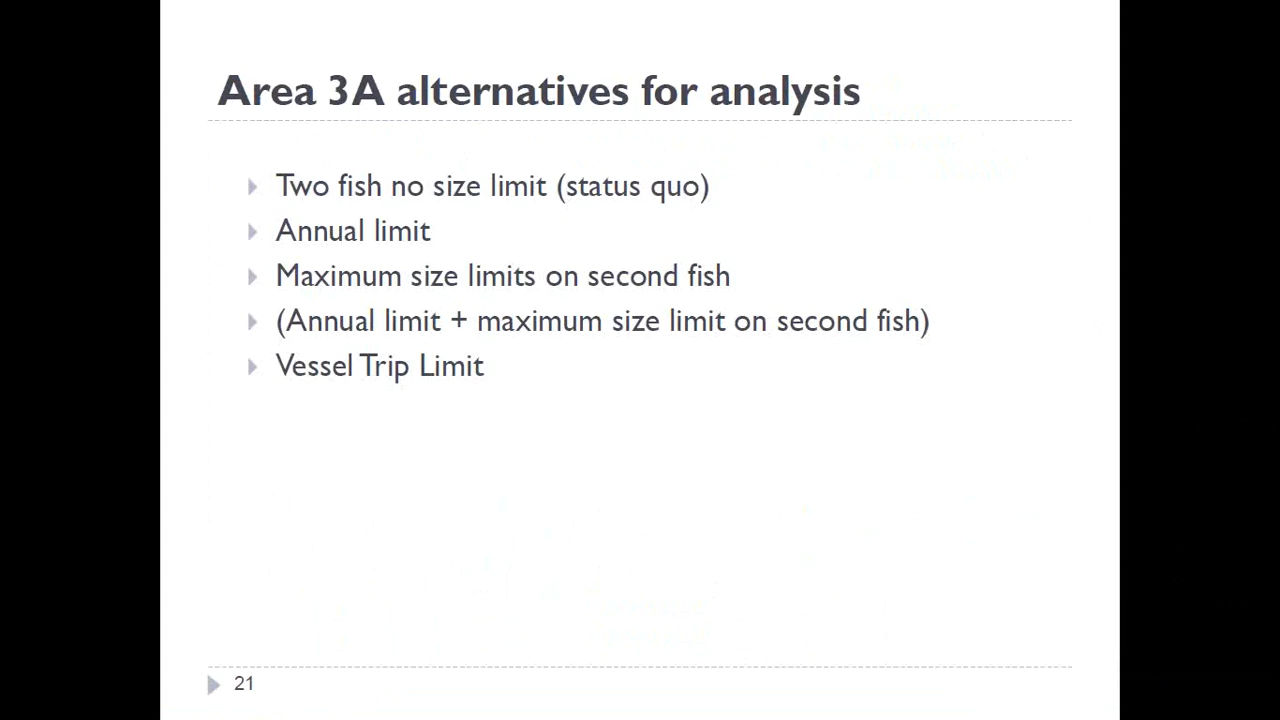 Area 3A alternatives for analysis
Two fish no size limit (status quo)
Annual limit
Maximum size limits on second fish
(Annual limit + maximum size limit on second fish)
Vessel Trip Limit
21